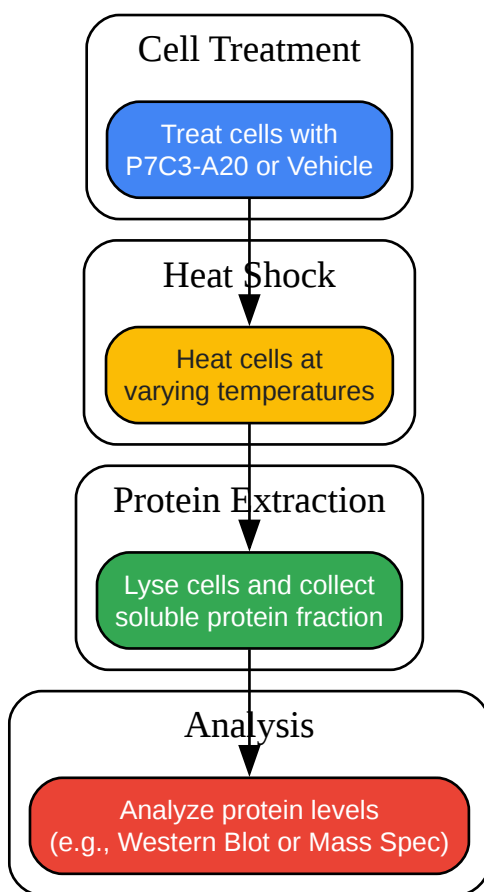 Cell Treatment
Treat cells with
P7C3-A20 or Vehicle
Heat Shock
Heat cells at
varying temperatures
Protein Extraction
Lyse cells and collect
soluble protein fraction
Analysis
Analyze protein levels
(e.g., Western Blot or Mass Spec)